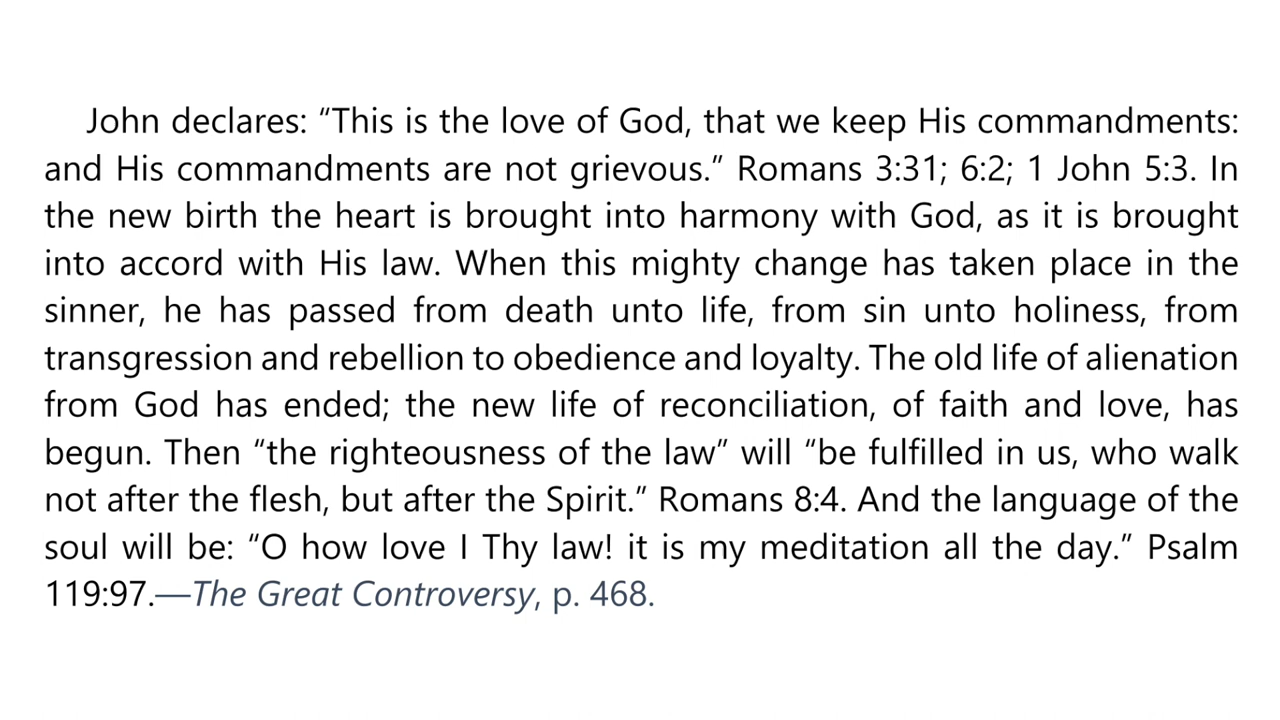 John declares: “This is the love of God, that we keep His commandments:
and His commandments are not grievous.” Romans 3:31; 6:2; 1 John 5:3. In
the new birth the heart is brought into harmony with God, as it is brought
into accord with His law. When this mighty change has taken place in the
sinner, he has passed from death unto life, from sin unto holiness, from
transgression and rebellion to obedience and loyalty. The old life of alienation
from God has ended; the new life of reconciliation, of faith and love, has
begun. Then “the righteousness of the law” will “be fulfilled in us, who walk
not after the flesh, but after the Spirit.” Romans 8:4. And the language of the
soul will be: “O how love I Thy law! it is my meditation all the day.” Psalm
119:97.—The Great Controversy, p. 468.